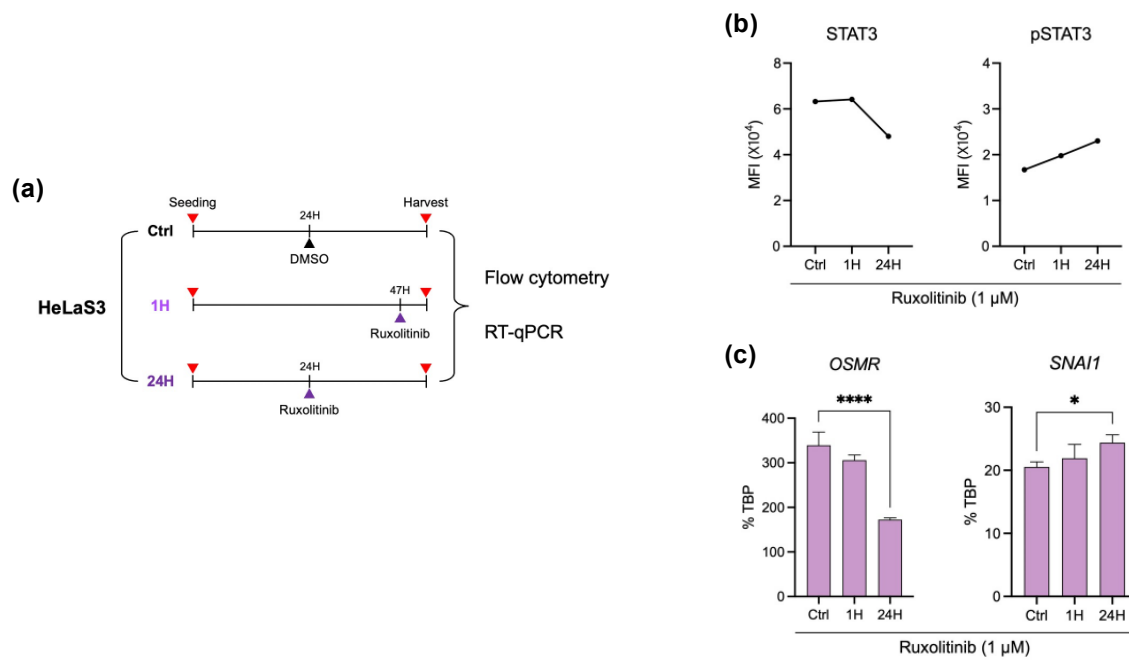 (a)
Seeding
24H
Harvest
Ctrl
DMSO
HeLaS3
1H
47H
Ruxolitinib
24H
24H
Ruxolitinib
Flow cytometry
RT-qPCR
(b)
STAT3
MFI (X10⁴)
8
6
4
2
0
Ctrl 1H 24H
pSTAT3
MFI (X10⁴)
4
3
2
1
0
Ctrl 1H 24H
Ruxolitinib (1 µM)
(c)
OSMR
****
% TBP
400
300
200
100
0
Ctrl 1H 24H
SNAI1
*
% TBP
30
20
10
0
Ctrl 1H 24H
Ruxolitinib (1 µM)